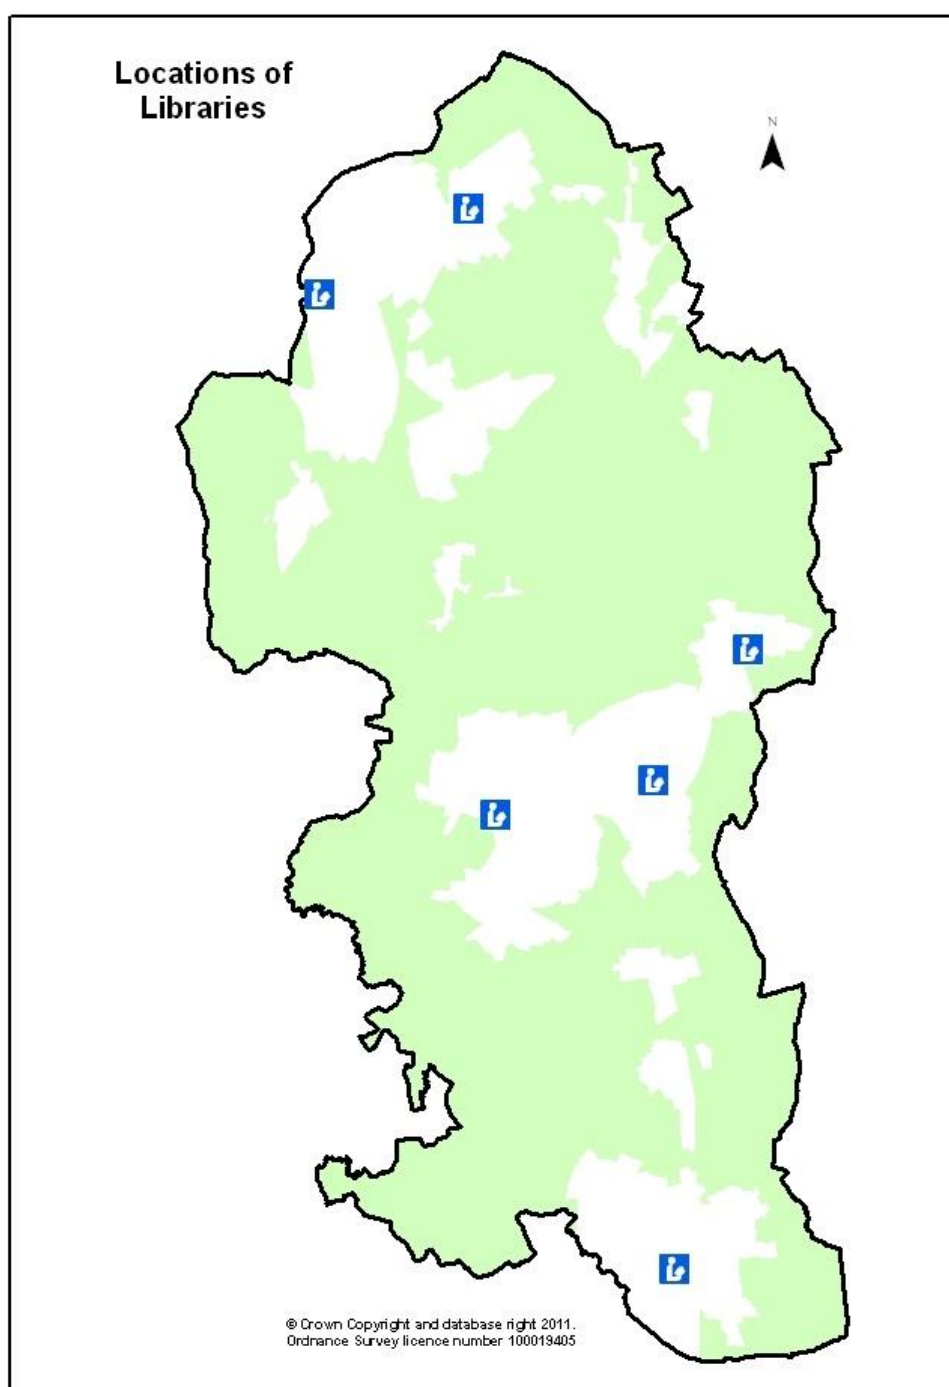 Locations of
Libraries
N
© Crown Copyright and database right 2011.
Ordnance Survey licence number 100019405